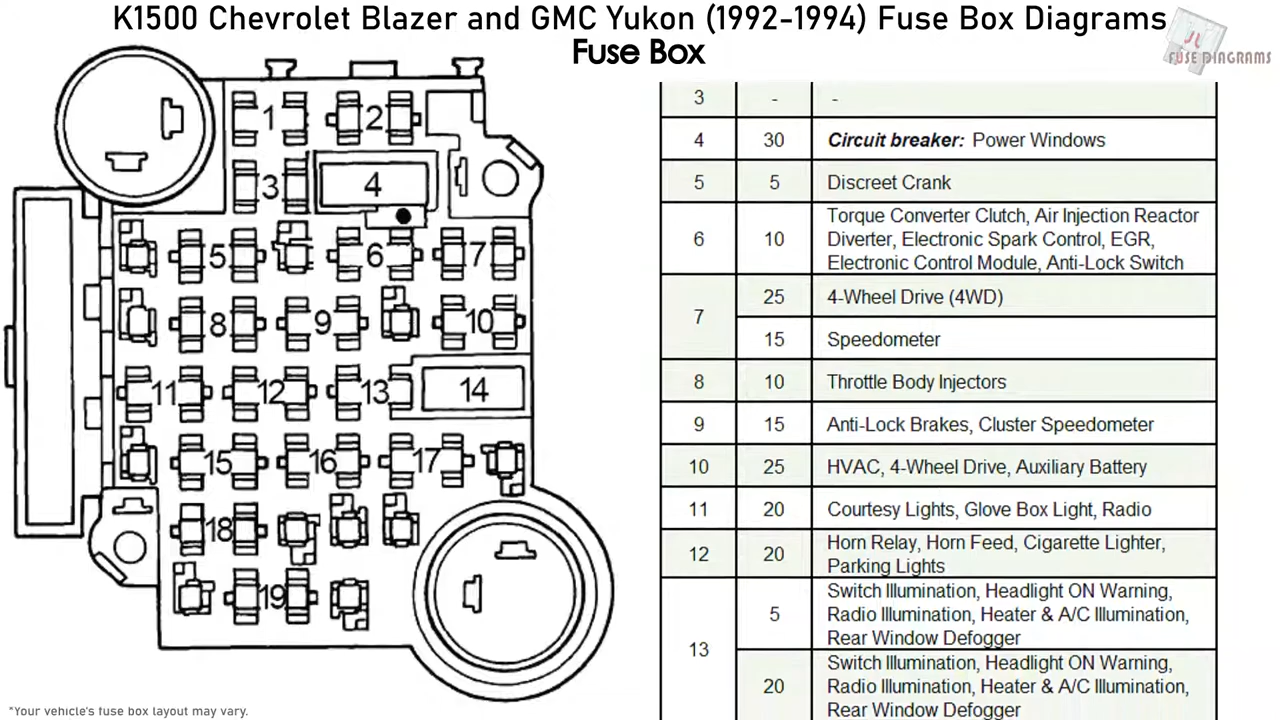 K1500 Chevrolet Blazer and GMC Yukon (1992-1994) Fuse Box Diagrams
Fuse Box
JL
FUSE DIAGRAMS
1 2
3 4
5 6 7
8 9 10
11 12 13 14
15 16 17
18
19
3 - -
4 30 Circuit breaker: Power Windows
5 5 Discreet Crank
Torque Converter Clutch, Air Injection Reactor
6 10 Diverter, Electronic Spark Control, EGR,
Electronic Control Module, Anti-Lock Switch
7 25 4-Wheel Drive (4WD)
15 Speedometer
8 10 Throttle Body Injectors
9 15 Anti-Lock Brakes, Cluster Speedometer
10 25 HVAC, 4-Wheel Drive, Auxiliary Battery
11 20 Courtesy Lights, Glove Box Light, Radio
12 20 Horn Relay, Horn Feed, Cigarette Lighter,
Parking Lights
13 5 Switch Illumination, Headlight ON Warning,
Radio Illumination, Heater & A/C Illumination,
Rear Window Defogger
20 Switch Illumination, Headlight ON Warning,
Radio Illumination, Heater & A/C Illumination,
Rear Window Defogger
*Your vehicle's fuse box layout may vary.